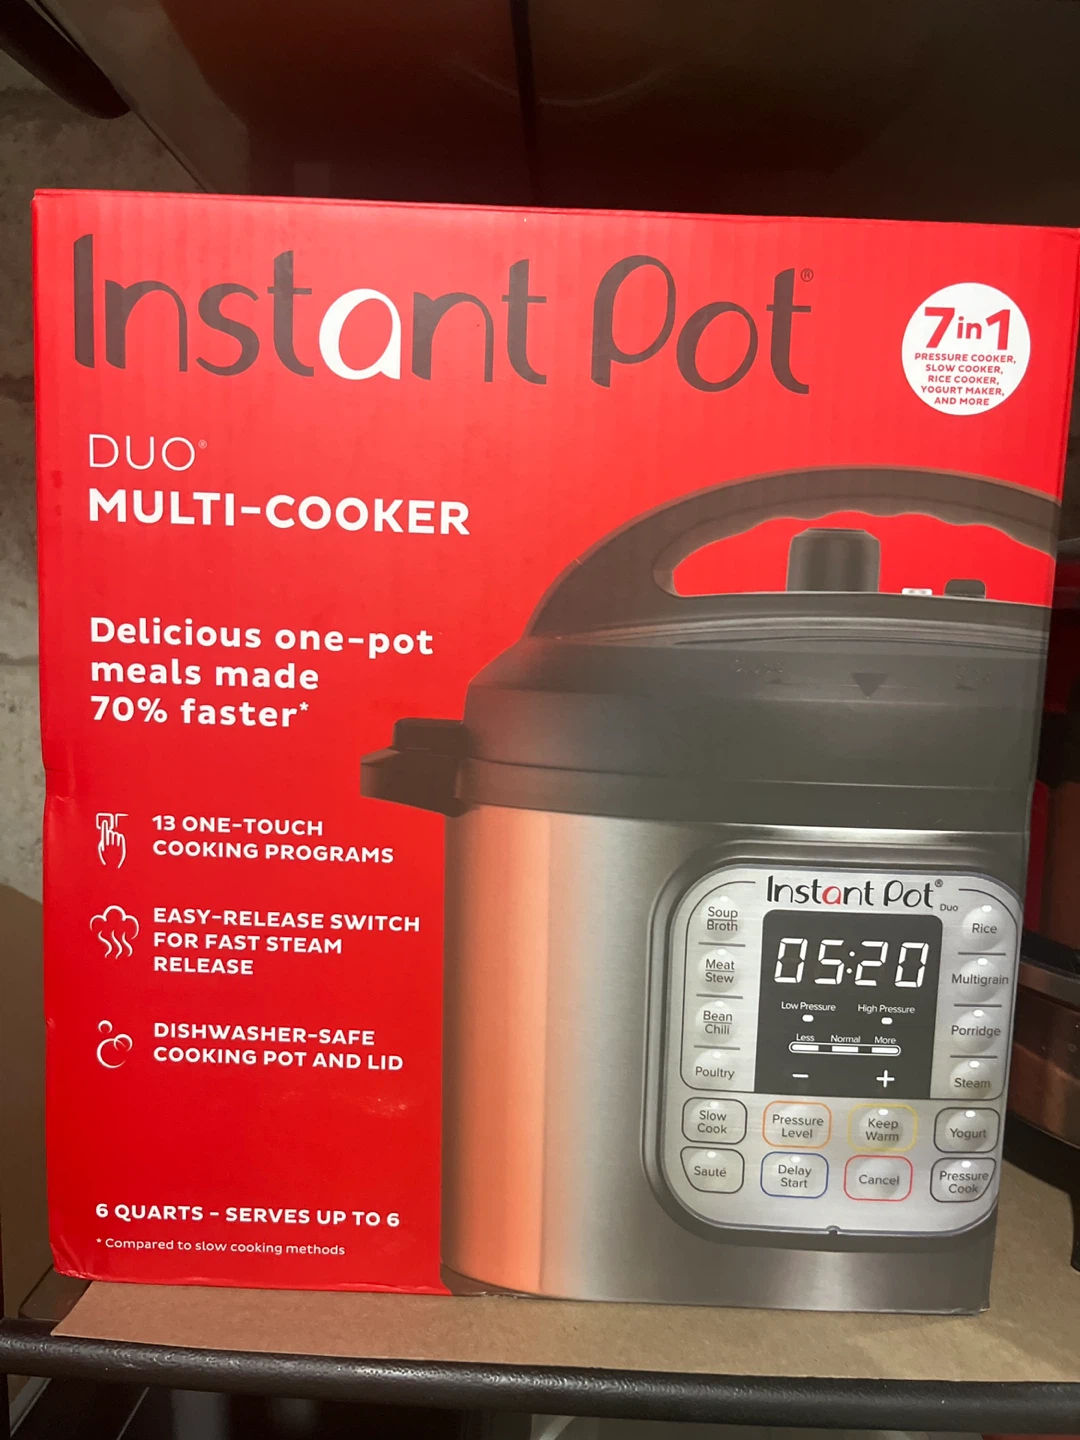 Instant Pot®
7in1
PRESSURE COOKER,
SLOW COOKER,
RICE COOKER,
YOGURT MAKER,
AND MORE
DUO®
MULTI-COOKER
Delicious one-pot
meals made
70% faster*
13 ONE-TOUCH
COOKING PROGRAMS
EASY-RELEASE SWITCH
FOR FAST STEAM
RELEASE
DISHWASHER-SAFE
COOKING POT AND LID
6 QUARTS - SERVES UP TO 6
* Compared to slow cooking methods
Instant Pot®
Duo
Soup
Broth
Meat
Stew
Bean
Chili
Poultry
05:20
Low Pressure High Pressure
Less Normal More
− +
Rice
Multigrain
Porridge
Steam
Slow
Cook
Pressure
Level
Keep
Warm
Yogurt
Sauté
Delay
Start
Cancel
Pressure
Cook